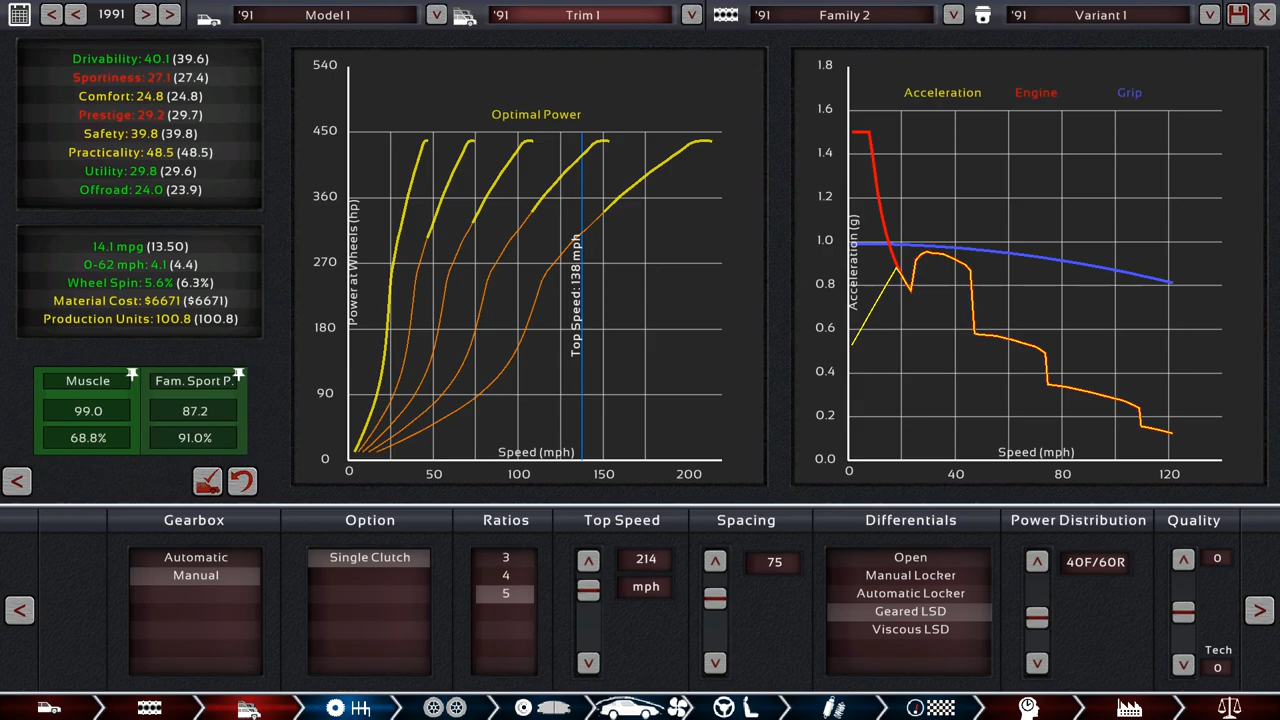 1991
'91 Model 1
'91 Trim 1
'91 Family 2
'91 Variant 1
Drivability: 40.1 (39.6)
Sportiness: 27.1 (27.4)
Comfort: 24.8 (24.8)
Prestige: 29.2 (29.7)
Safety: 39.8 (39.8)
Practicality: 48.5 (48.5)
Utility: 29.8 (29.6)
Offroad: 24.0 (23.9)
14.1 mpg (13.50)
0-62 mph: 4.1 (4.4)
Wheel Spin: 5.6% (6.3%)
Material Cost: $6671 ($6671)
Production Units: 100.8 (100.8)
Muscle
99.0
68.8%
Fam. Sport P.
87.2
91.0%
Optimal Power
540
450
360
270
180
90
0
Power at Wheels (hp)
Top Speed: 138 mph
Speed (mph)
0 50 100 150 200
Acceleration Engine Grip
1.8
1.6
1.4
1.2
1.0
0.8
0.6
0.4
0.2
0.0
Acceleration (g)
Speed (mph)
0 40 80 120
Gearbox
Automatic
Manual
Option
Single Clutch
Ratios
3
4
5
Top Speed
214
mph
Spacing
75
Differentials
Open
Manual Locker
Automatic Locker
Geared LSD
Viscous LSD
Power Distribution
40F/60R
Quality
0
Tech
0